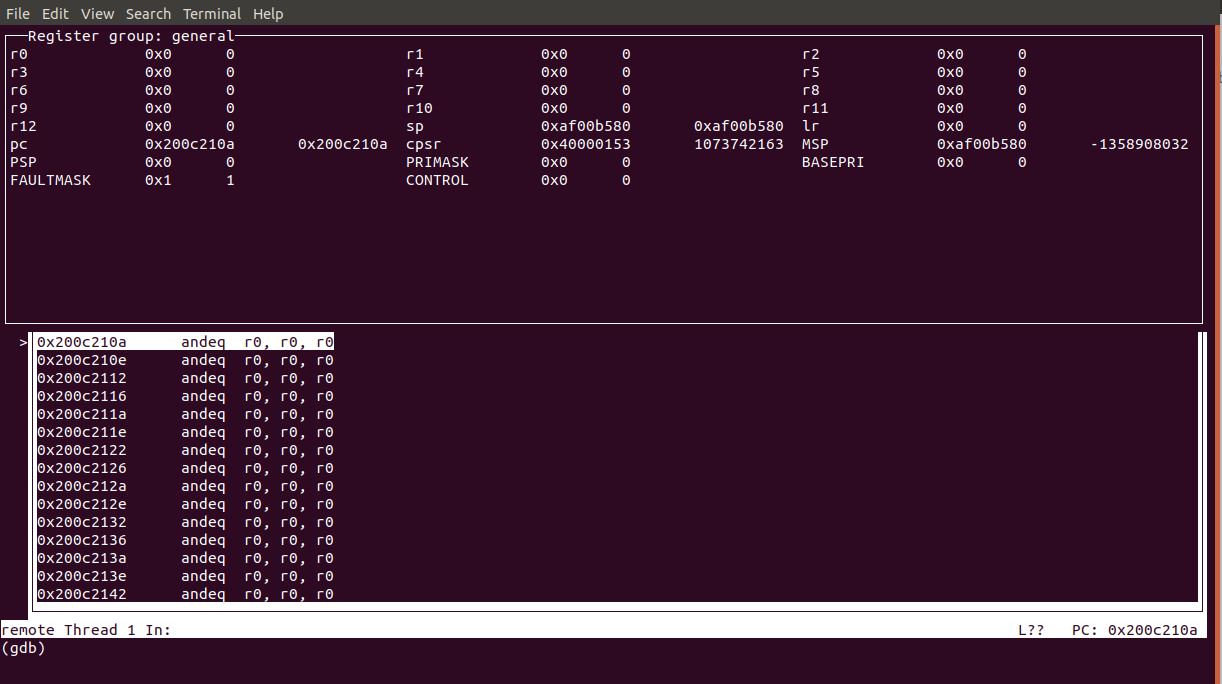 File Edit View Search Terminal Help
Register group: general
r0 0x0 0 r1 0x0 0 r2 0x0 0
r3 0x0 0 r4 0x0 0 r5 0x0 0
r6 0x0 0 r7 0x0 0 r8 0x0 0
r9 0x0 0 r10 0x0 0 r11 0x0 0
r12 0x0 0 sp 0xaf00b580 0xaf00b580 lr 0x0 0
pc 0x200c210a 0x200c210a cpsr 0x40000153 1073742163 MSP 0xaf00b580 -1358908032
PSP 0x0 0 PRIMASK 0x0 0 BASEPRI 0x0 0
FAULTMASK 0x1 1 CONTROL 0x0 0
>0x200c210a andeq r0, r0, r0
0x200c210e andeq r0, r0, r0
0x200c2112 andeq r0, r0, r0
0x200c2116 andeq r0, r0, r0
0x200c211a andeq r0, r0, r0
0x200c211e andeq r0, r0, r0
0x200c2122 andeq r0, r0, r0
0x200c2126 andeq r0, r0, r0
0x200c212a andeq r0, r0, r0
0x200c212e andeq r0, r0, r0
0x200c2132 andeq r0, r0, r0
0x200c2136 andeq r0, r0, r0
0x200c213a andeq r0, r0, r0
0x200c213e andeq r0, r0, r0
0x200c2142 andeq r0, r0, r0
remote Thread 1 In: L?? PC: 0x200c210a
(gdb)